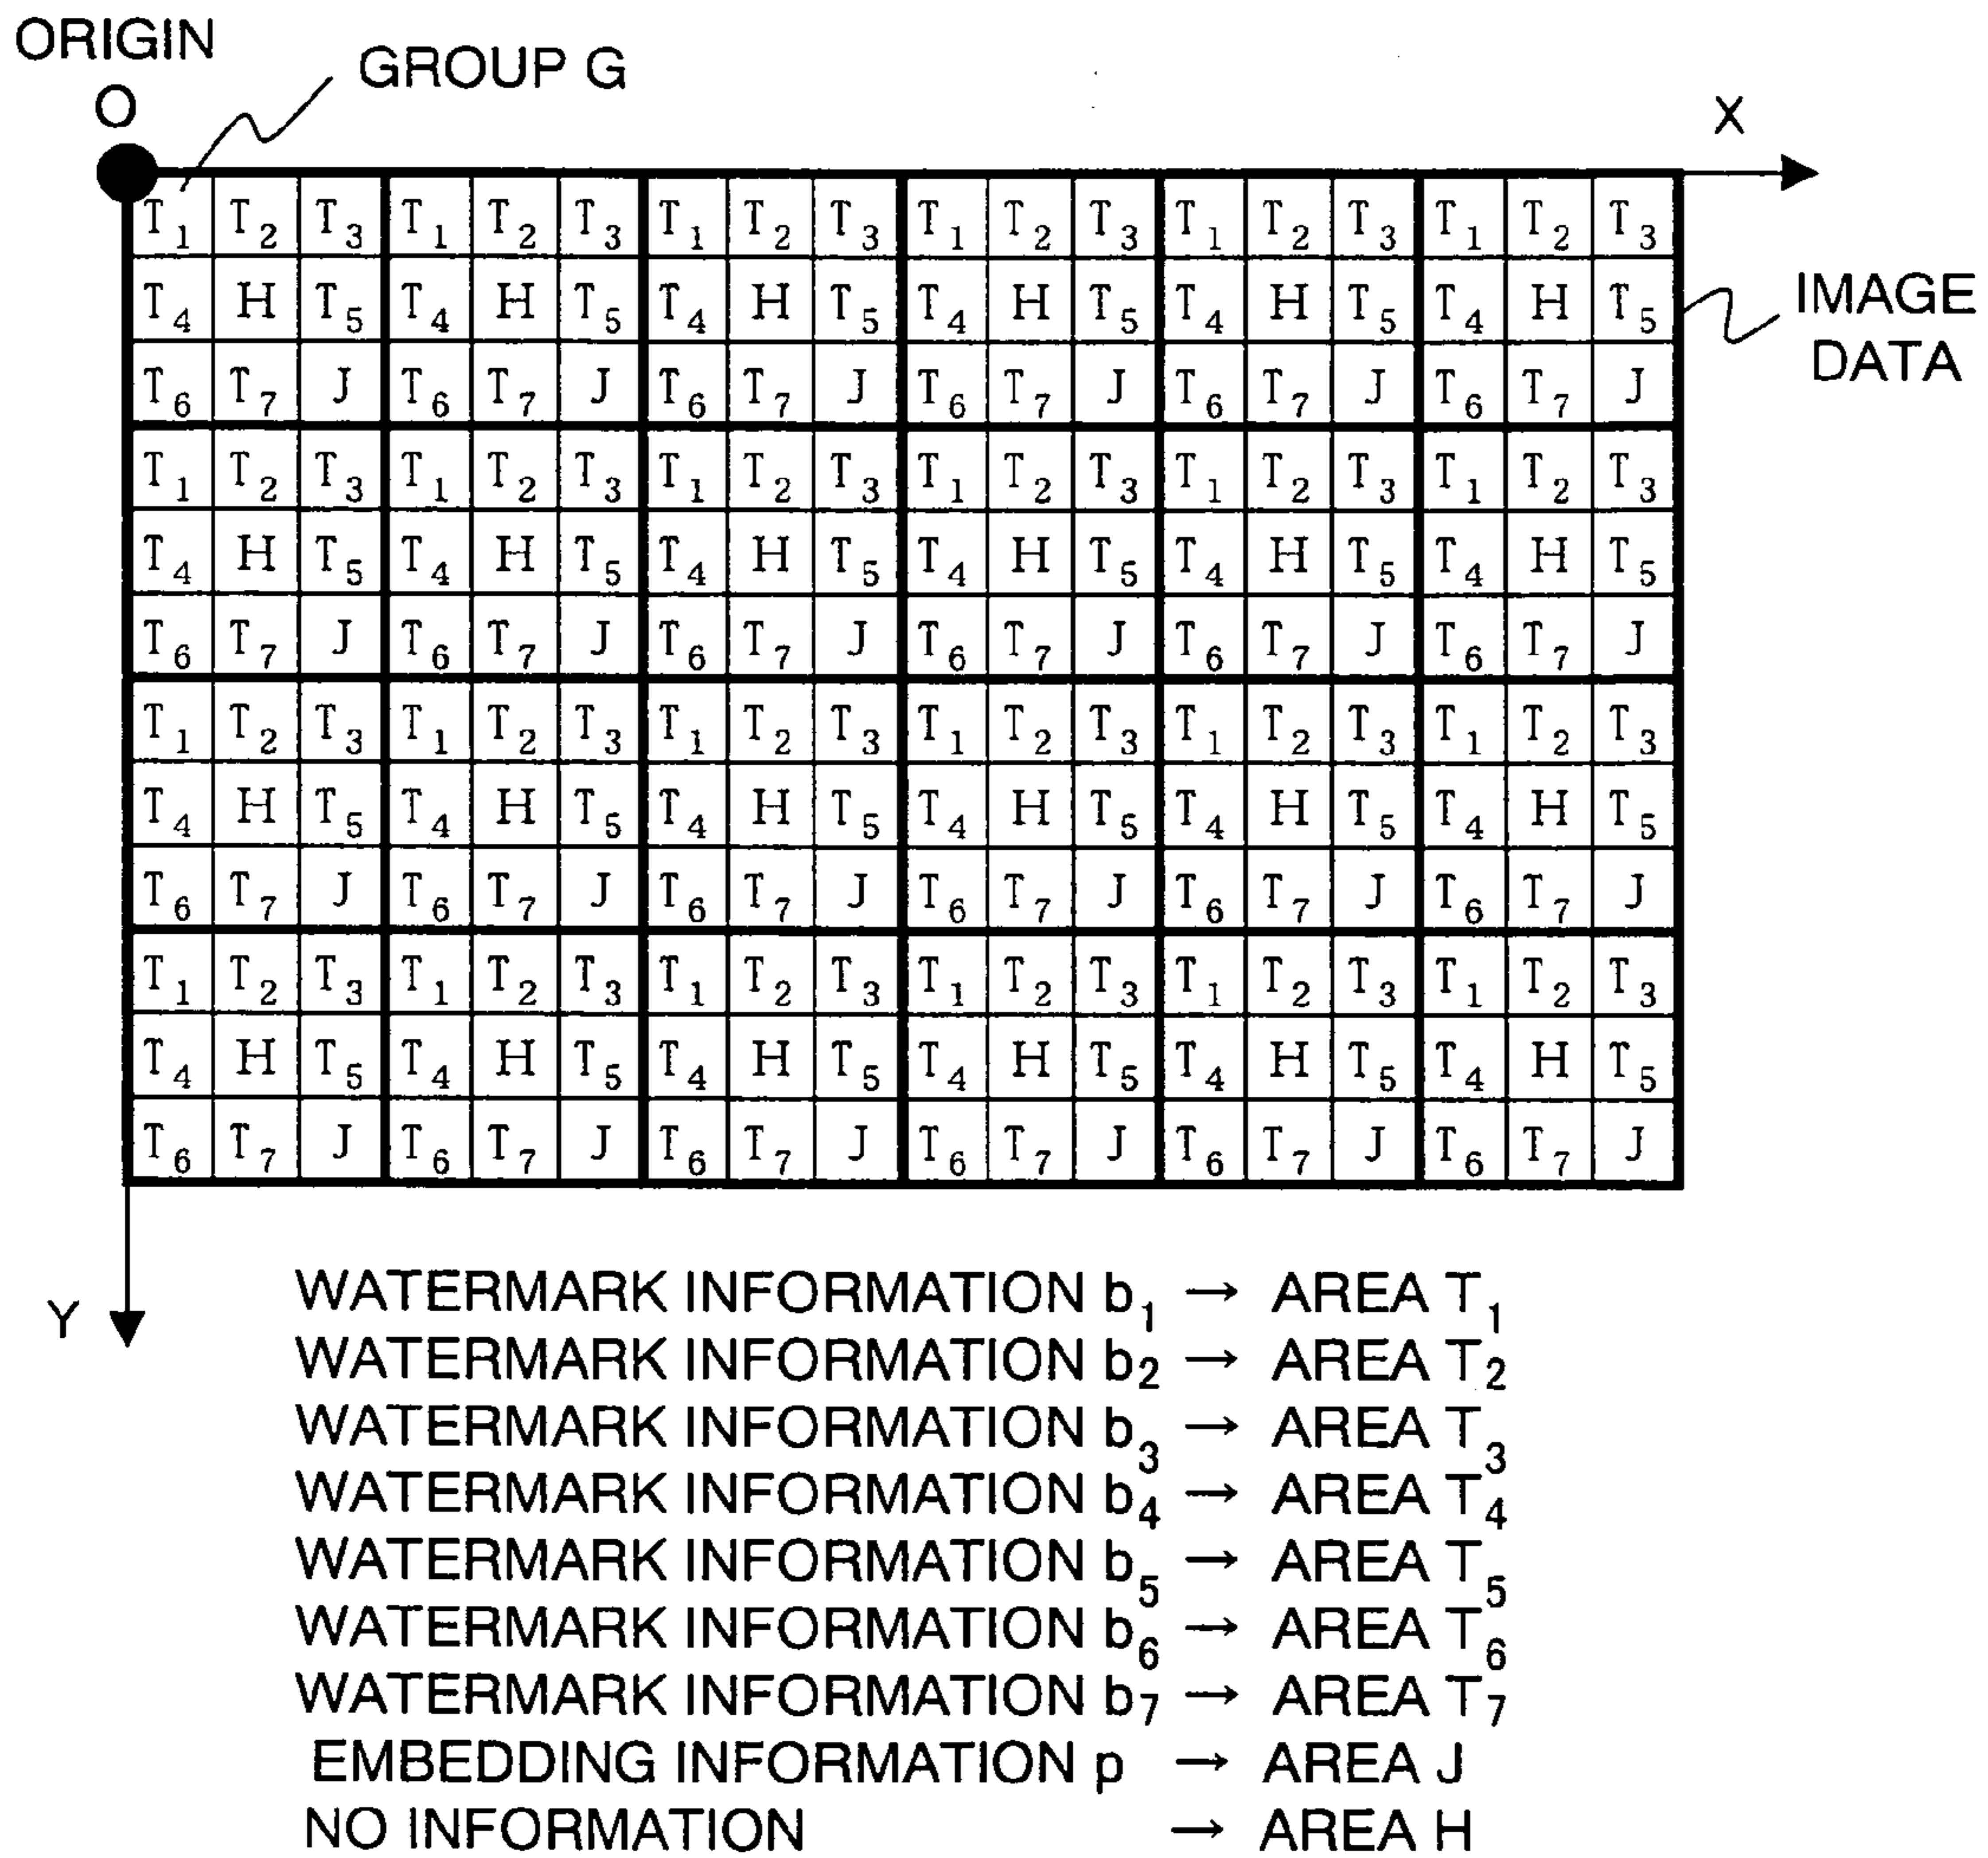 ORIGIN
O
GROUP G
X
T1 T2 T3 T1 T2 T3 T1 T2 T3 T1 T2 T3 T1 T2 T3 T1 T2 T3
T4 H T5 T4 H T5 T4 H T5 T4 H T5 T4 H T5 T4 H T5
IMAGE
DATA
T6 T7 J T6 T7 J T6 T7 J T6 T7 J T6 T7 J T6 T7 J
T1 T2 T3 T1 T2 T3 T1 T2 T3 T1 T2 T3 T1 T2 T3 T1 T2 T3
T4 H T5 T4 H T5 T4 H T5 T4 H T5 T4 H T5 T4 H T5
T6 T7 J T6 T7 J T6 T7 J T6 T7 J T6 T7 J T6 T7 J
T1 T2 T3 T1 T2 T3 T1 T2 T3 T1 T2 T3 T1 T2 T3 T1 T2 T3
T4 H T5 T4 H T5 T4 H T5 T4 H T5 T4 H T5 T4 H T5
T6 T7 J T6 T7 J T6 T7 J T6 T7 J T6 T7 J T6 T7 J
T1 T2 T3 T1 T2 T3 T1 T2 T3 T1 T2 T3 T1 T2 T3 T1 T2 T3
T4 H T5 T4 H T5 T4 H T5 T4 H T5 T4 H T5 T4 H T5
T6 T7 J T6 T7 J T6 T7 J T6 T7 J T6 T7 J T6 T7 J
Y
WATERMARK INFORMATION b1 → AREA T1
WATERMARK INFORMATION b2 → AREA T2
WATERMARK INFORMATION b3 → AREA T3
WATERMARK INFORMATION b4 → AREA T4
WATERMARK INFORMATION b5 → AREA T5
WATERMARK INFORMATION b6 → AREA T6
WATERMARK INFORMATION b7 → AREA T7
EMBEDDING INFORMATION p → AREA J
NO INFORMATION → AREA H